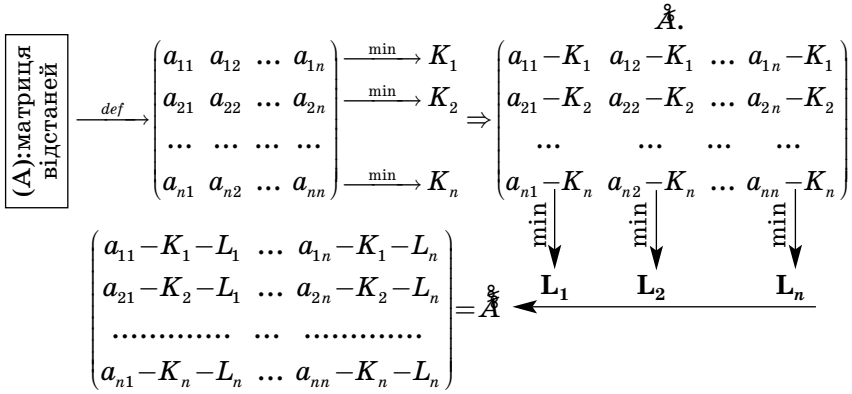 Å.
(A):матриця відстаней
def
a₁₁ a₁₂ ... a₁ₙ min K₁
a₂₁ a₂₂ ... a₂ₙ min K₂
... ... ... ...
aₙ₁ aₙ₂ ... aₙₙ min Kₙ
⇒
a₁₁−K₁ a₁₂−K₁ ... a₁ₙ−K₁
a₂₁−K₂ a₂₂−K₂ ... a₂ₙ−K₂
... ... ... ...
aₙ₁−Kₙ aₙ₂−Kₙ ... aₙₙ−Kₙ
min min min
L₁ L₂ Lₙ
a₁₁−K₁−L₁ ... a₁ₙ−K₁−Lₙ
a₂₁−K₂−L₁ ... a₂ₙ−K₂−Lₙ
............. ... .............
aₙ₁−Kₙ−Lₙ ... aₙₙ−Kₙ−Lₙ
= Å